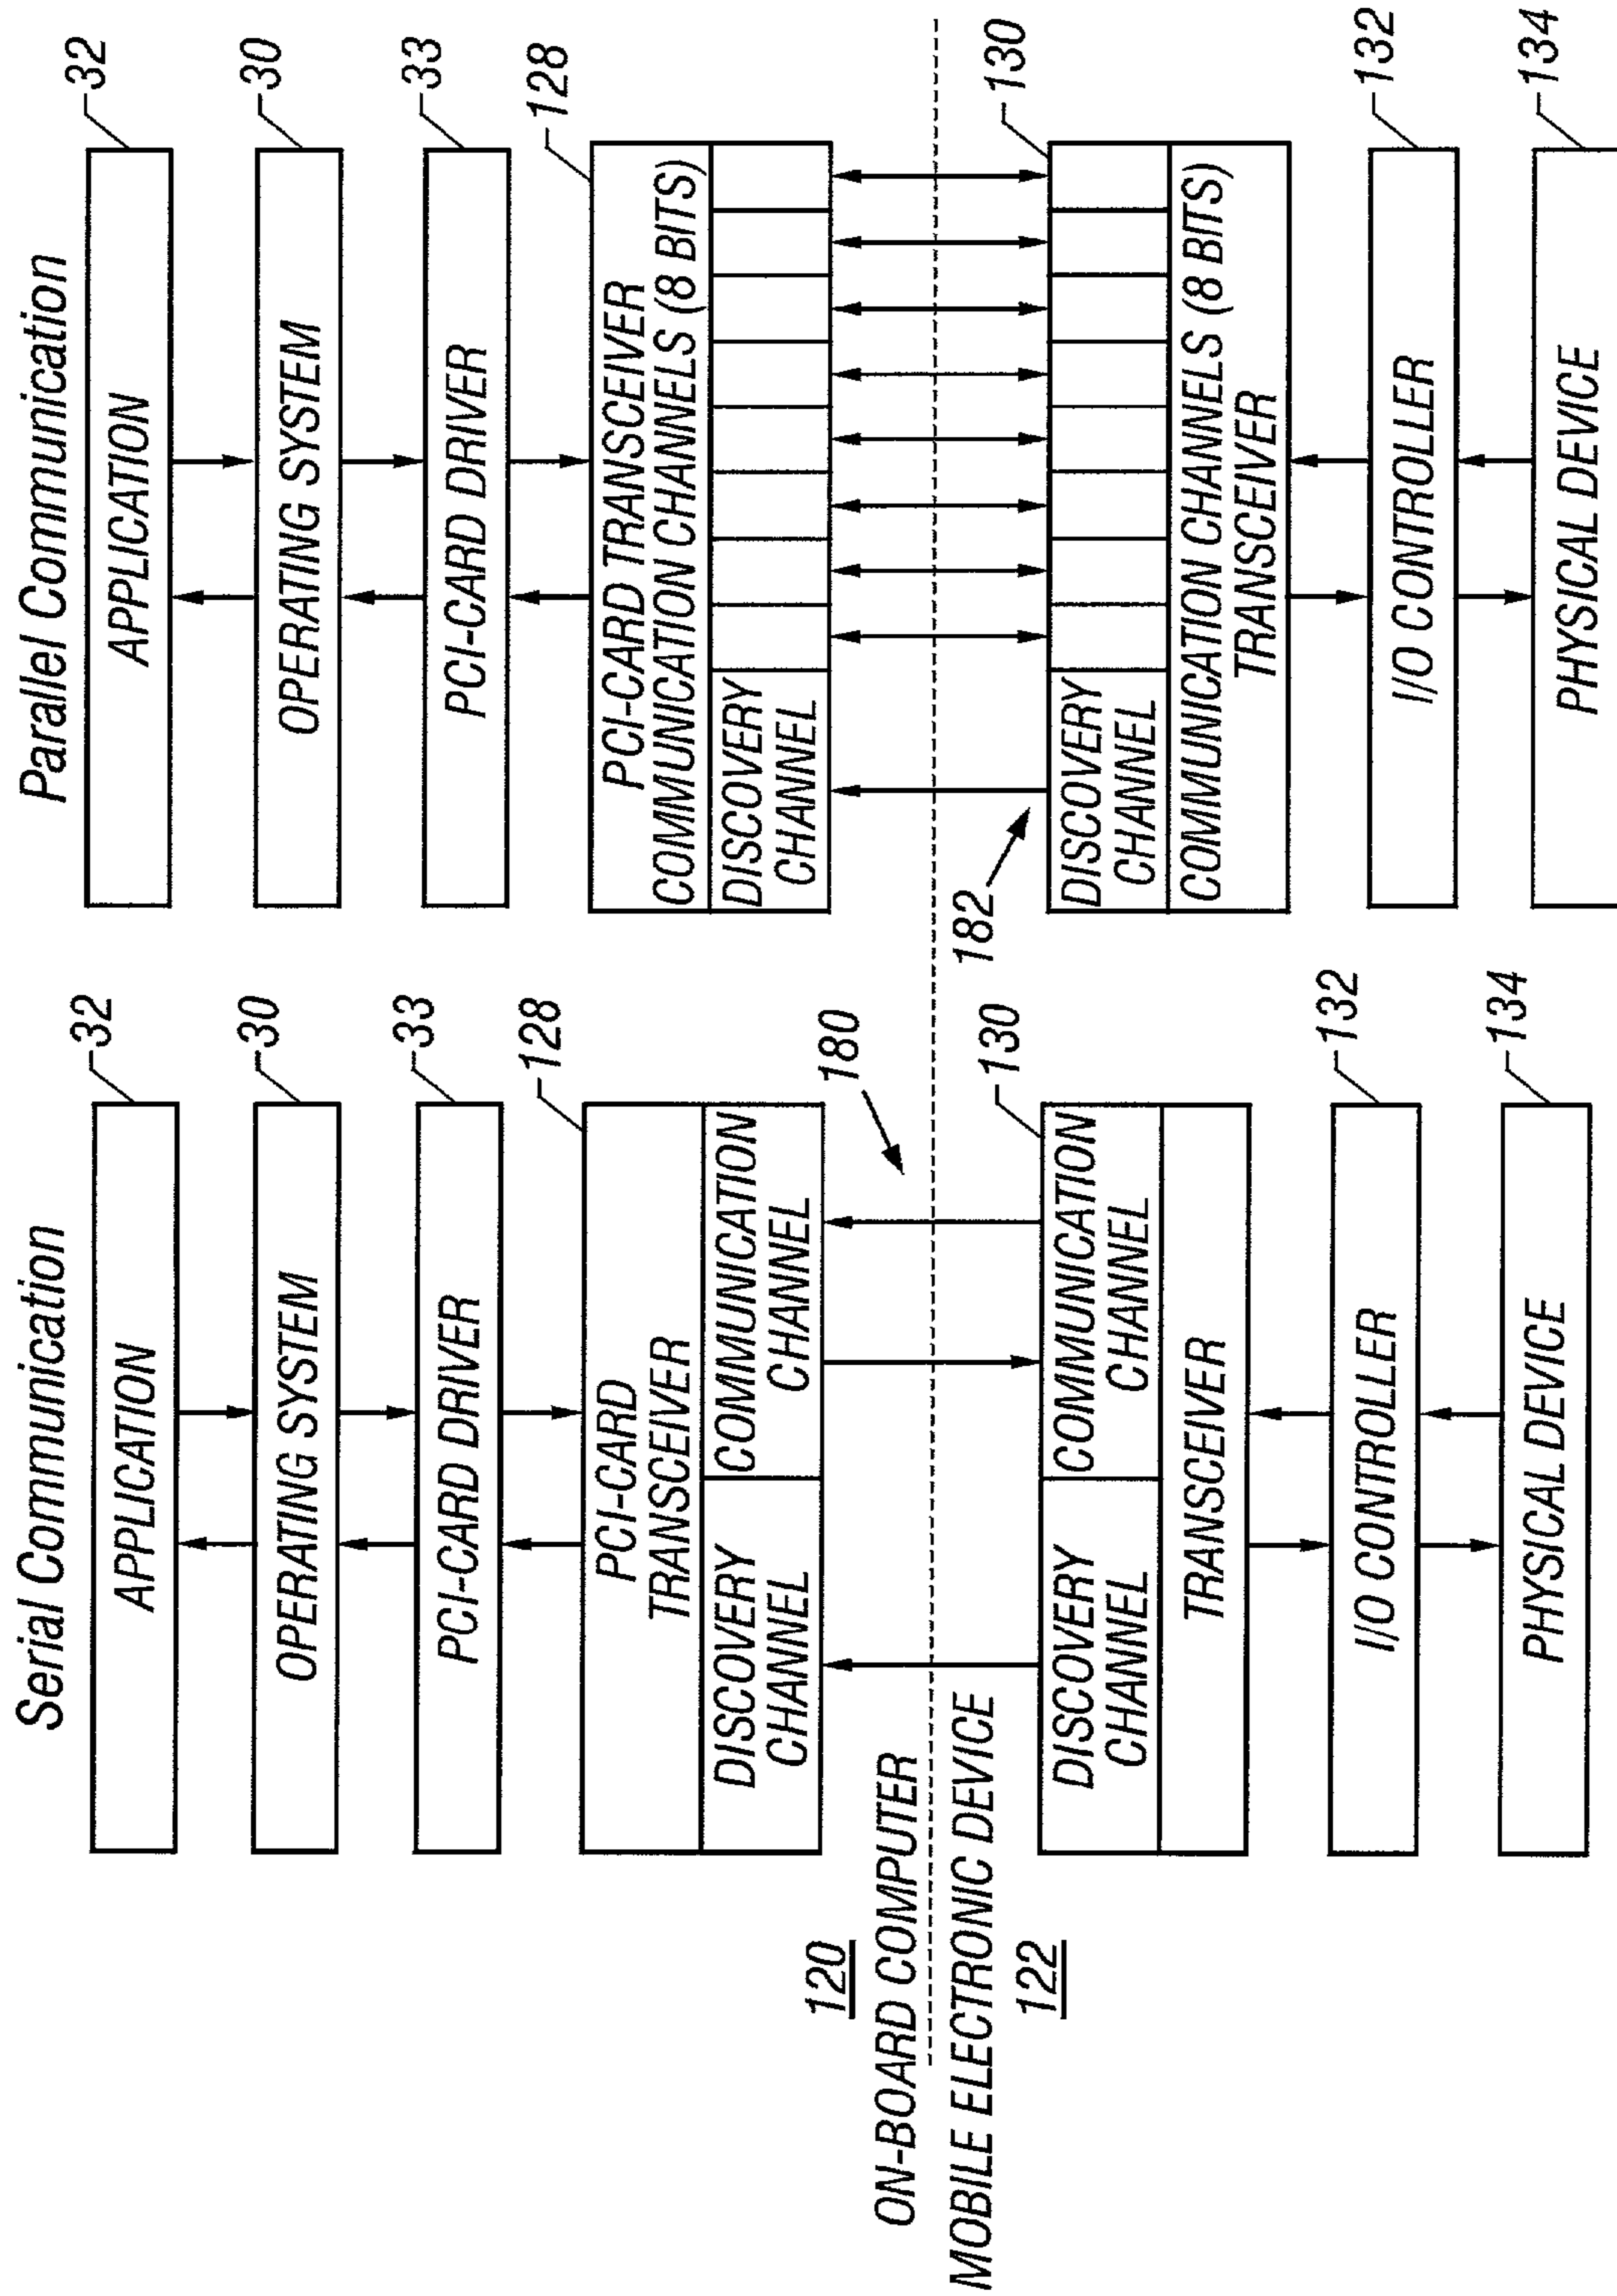 Serial Communication
APPLICATION
32
OPERATING SYSTEM
30
PCI-CARD DRIVER
33
PCI-CARD
TRANSCEIVER
128
DISCOVERY
CHANNEL
COMMUNICATION
CHANNEL
120
ON-BOARD COMPUTER
180
MOBILE ELECTRONIC DEVICE
122
DISCOVERY
CHANNEL
COMMUNICATION
CHANNEL
130
TRANSCEIVER
I/O CONTROLLER
132
PHYSICAL DEVICE
134
Parallel Communication
APPLICATION
32
OPERATING SYSTEM
30
PCI-CARD DRIVER
33
PCI-CARD TRANSCEIVER
COMMUNICATION CHANNELS (8 BITS)
128
DISCOVERY
CHANNEL
182
DISCOVERY
CHANNEL
130
COMMUNICATION CHANNELS (8 BITS)
TRANSCEIVER
I/O CONTROLLER
132
PHYSICAL DEVICE
134